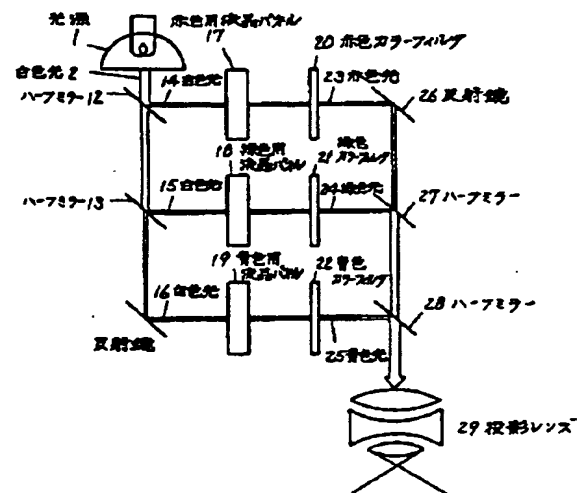 光源
1
赤色用液晶パネル
17
20 赤色カラーフィルタ
白色光2
14 白色光
23 赤色光
26 反射鏡
ハーフミラー12
18 緑色用
液晶パネル
21 緑色
カラーフィルタ
15 白色光
24 緑色光
27 ハーフミラー
ハーフミラー13
19 青色用
液晶パネル
22 青色
カラーフィルタ
16 白色光
28 ハーフミラー
反射鏡
25 青色光
29 投影レンズ